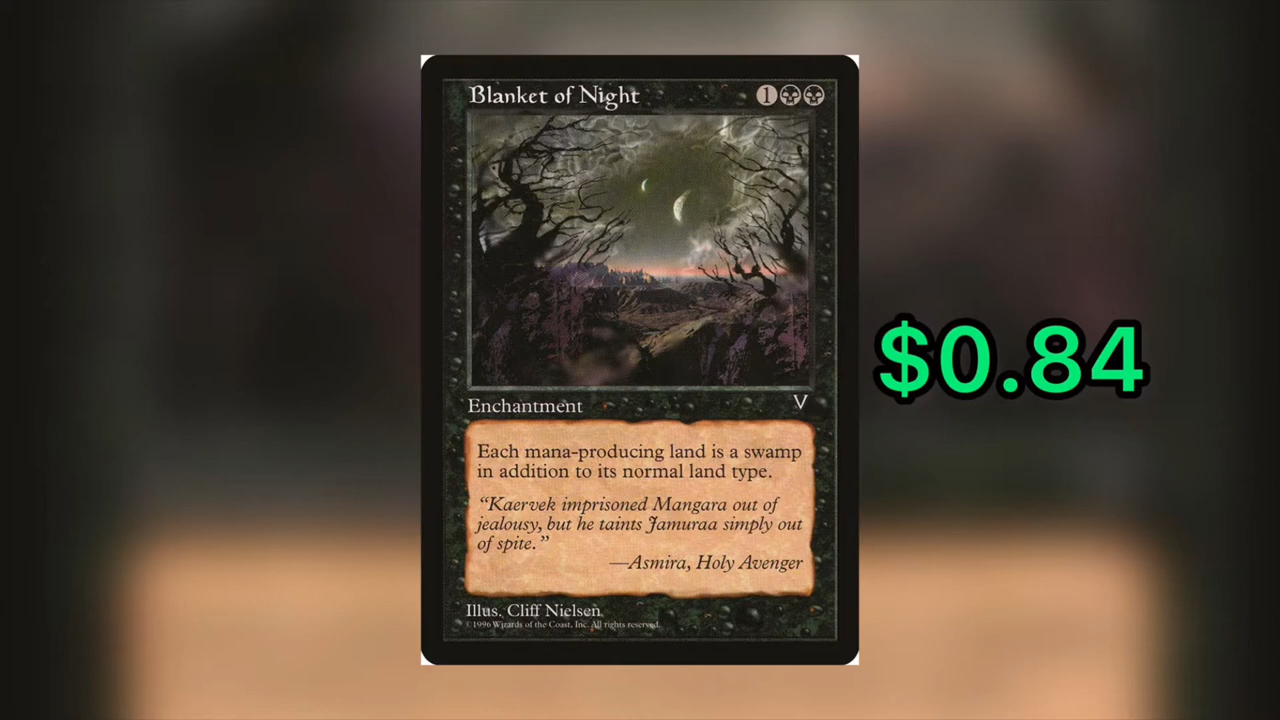 Blanket of Night 1
$0.84
Enchantment V
Each mana-producing land is a swamp
in addition to its normal land type.
“Kaervek imprisoned Mangara out of
jealousy, but he taints Jamuraa simply out
of spite.”
—Asmira, Holy Avenger
Illus. Cliff Nielsen
©1996 Wizards of the Coast, Inc. All rights reserved.